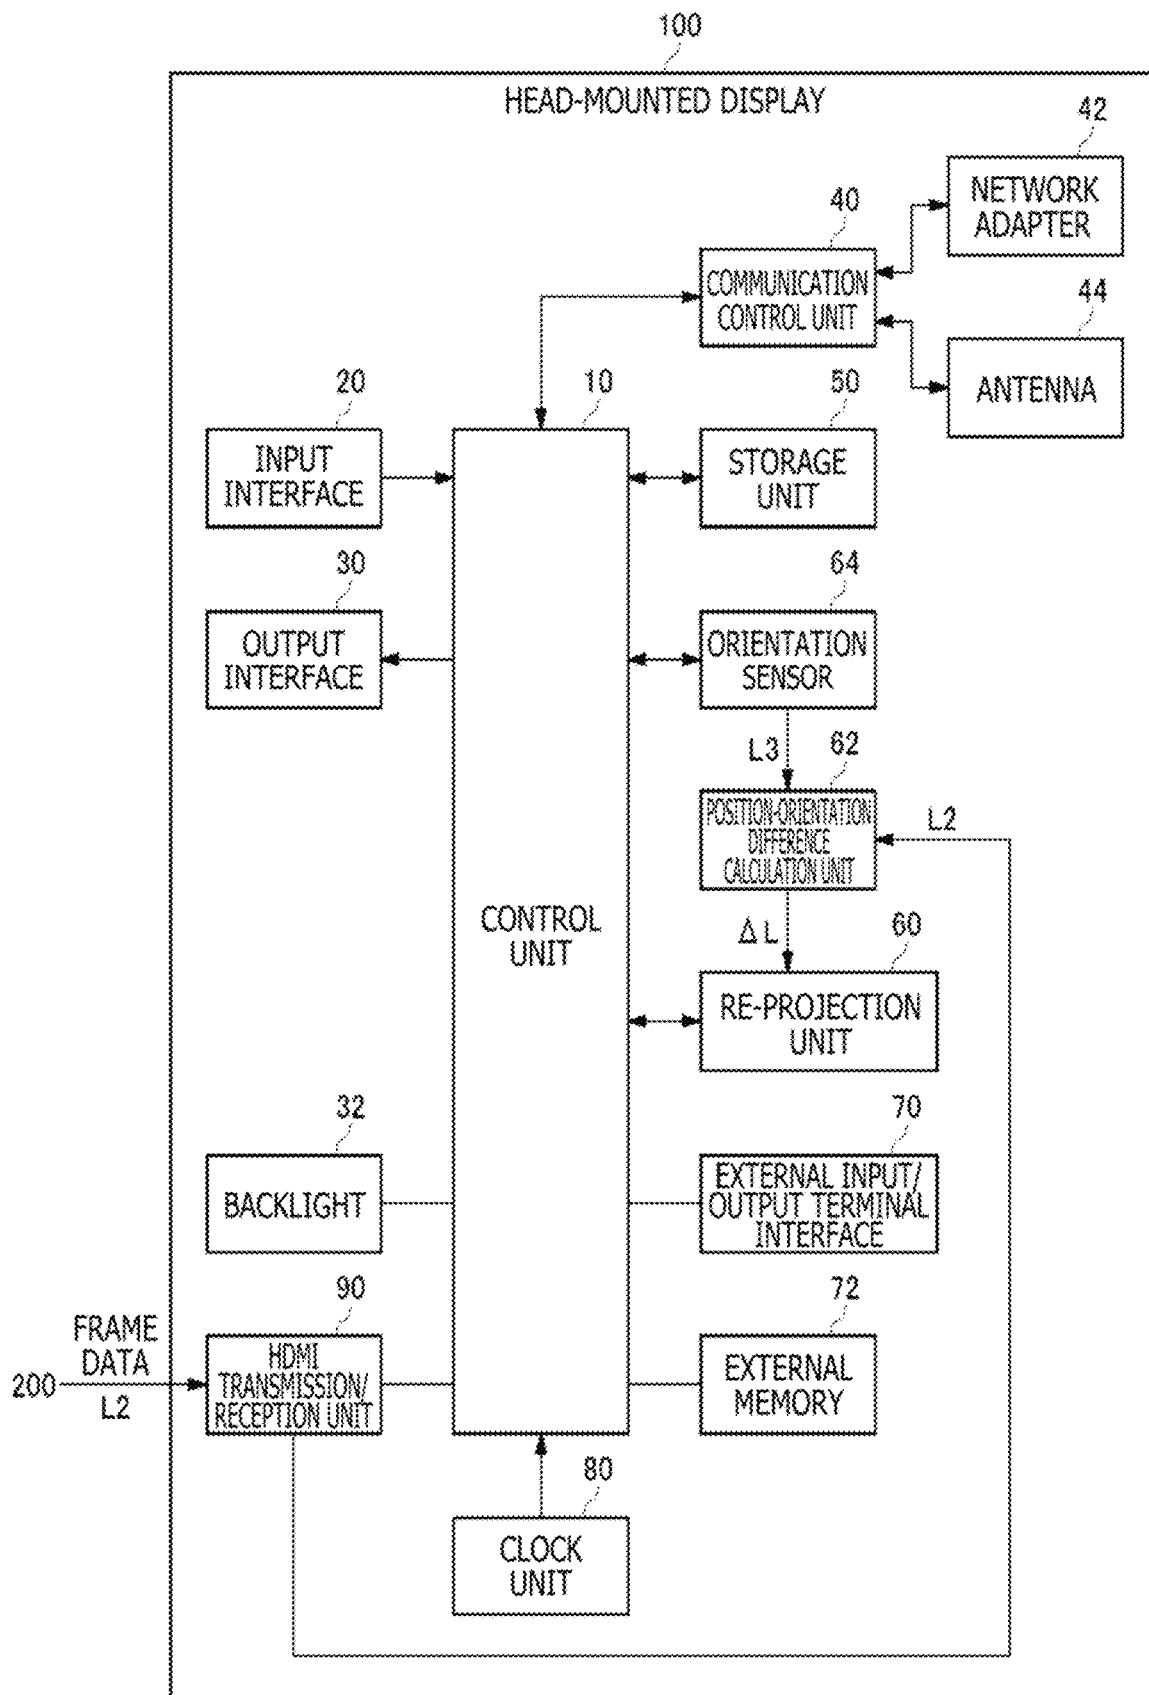 100
HEAD-MOUNTED DISPLAY
42
NETWORK
ADAPTER
40
COMMUNICATION
CONTROL UNIT
44
ANTENNA
20
INPUT
INTERFACE
10
CONTROL
UNIT
50
STORAGE
UNIT
30
OUTPUT
INTERFACE
64
ORIENTATION
SENSOR
L3
62
POSITION-ORIENTATION
DIFFERENCE
CALCULATION UNIT
L2
ΔL
60
RE-PROJECTION
UNIT
32
BACKLIGHT
70
EXTERNAL INPUT/
OUTPUT TERMINAL
INTERFACE
FRAME
DATA
200
L2
90
HDMI
TRANSMISSION/
RECEPTION UNIT
72
EXTERNAL
MEMORY
80
CLOCK
UNIT